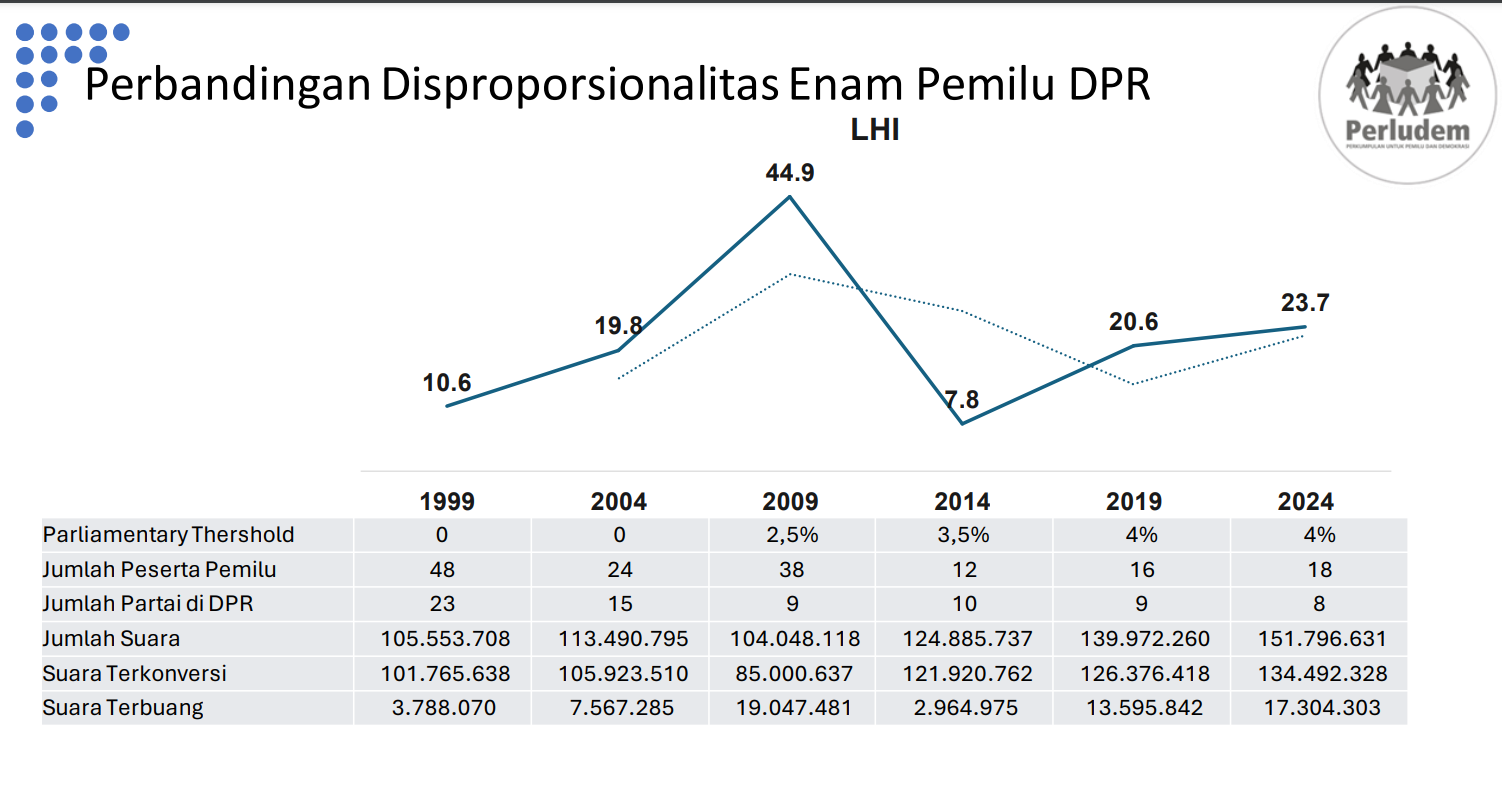 Perbandingan Disproporsionalitas Enam Pemilu DPR
Perludem
PERKUMPULAN UNTUK PEMILU DAN DEMOKRASI
LHI
44.9
23.7
20.6
19.8
10.6
7.8
1999 2004 2009 2014 2019 2024
Parliamentary Thershold 0 0 2,5% 3,5% 4% 4%
Jumlah Peserta Pemilu 48 24 38 12 16 18
Jumlah Partai di DPR 23 15 9 10 9 8
Jumlah Suara 105.553.708 113.490.795 104.048.118 124.885.737 139.972.260 151.796.631
Suara Terkonversi 101.765.638 105.923.510 85.000.637 121.920.762 126.376.418 134.492.328
Suara Terbuang 3.788.070 7.567.285 19.047.481 2.964.975 13.595.842 17.304.303